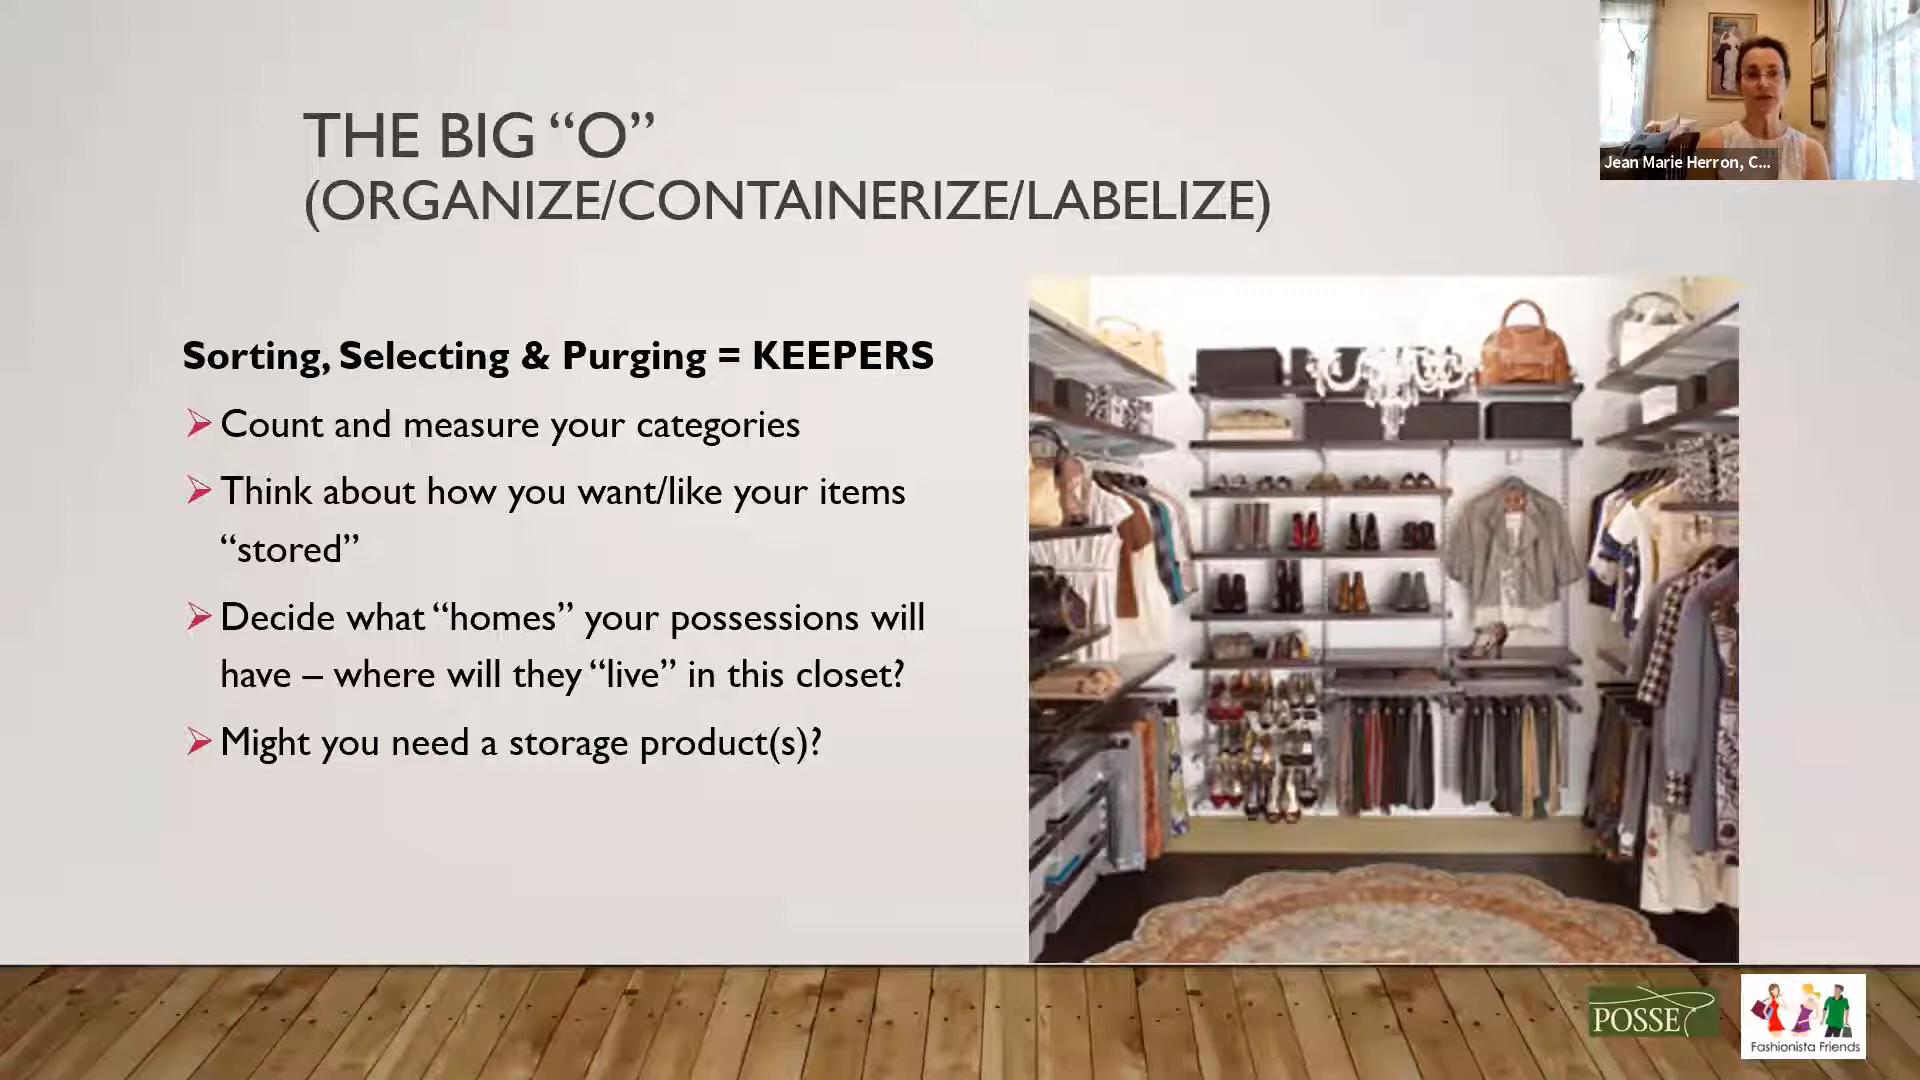 THE BIG “O”
(ORGANIZE/CONTAINERIZE/LABELIZE)
Jean Marie Herron, C...
Sorting, Selecting & Purging = KEEPERS
Count and measure your categories
Think about how you want/like your items
“stored”
Decide what “homes” your possessions will
have – where will they “live” in this closet?
Might you need a storage product(s)?
POSSE
Fashionista Friends